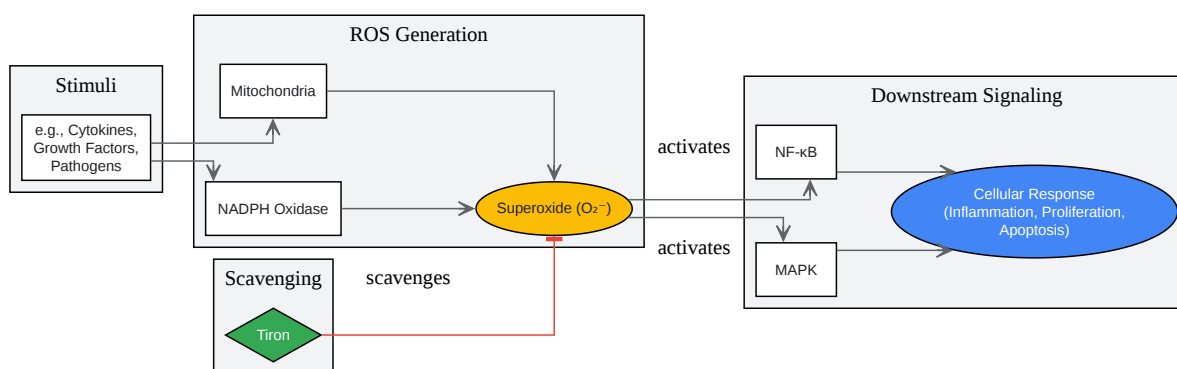 Stimuli
e.g., Cytokines,
Growth Factors,
Pathogens
ROS Generation
Mitochondria
NADPH Oxidase
Superoxide (O₂⁻)
Scavenging
Tiron
scavenges
activates
activates
Downstream Signaling
NF-κB
MAPK
Cellular Response
(Inflammation, Proliferation,
Apoptosis)